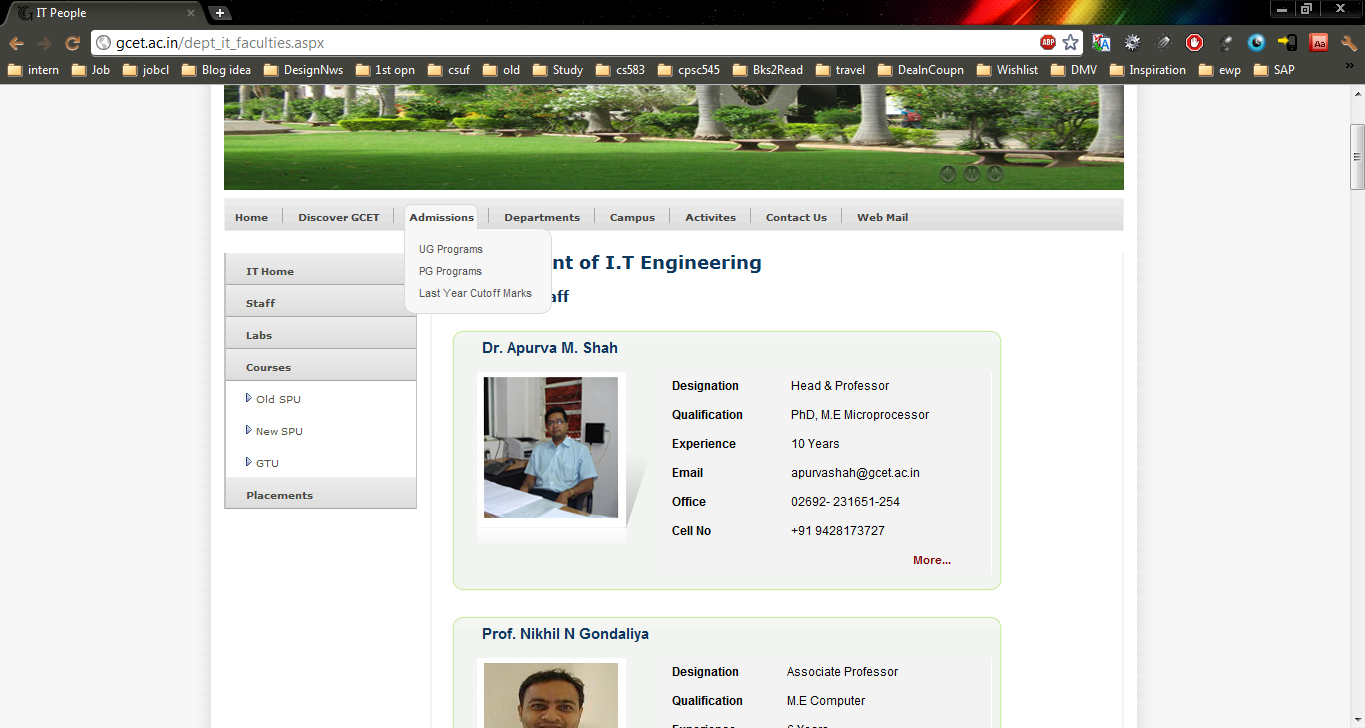 IT People
gcet.ac.in/dept_it_faculties.aspx
ABP
Aa
intern Job jobcl Blog idea DesignNws 1st opn csuf old Study cs583 cpsc545 Bks2Read travel DealnCoupn Wishlist DMV Inspiration ewp SAP »
Home Discover GCET Admissions Departments Campus Activites Contact Us Web Mail
UG Programs
PG Programs
Last Year Cutoff Marks
IT Home
Staff
Labs
Courses
Old SPU
New SPU
GTU
Placements
nt of I.T Engineering
aff
Dr. Apurva M. Shah
Designation Head & Professor
Qualification PhD, M.E Microprocessor
Experience 10 Years
Email apurvashah@gcet.ac.in
Office 02692- 231651-254
Cell No +91 9428173727
More...
Prof. Nikhil N Gondaliya
Designation Associate Professor
Qualification M.E Computer
Experience 6 Years